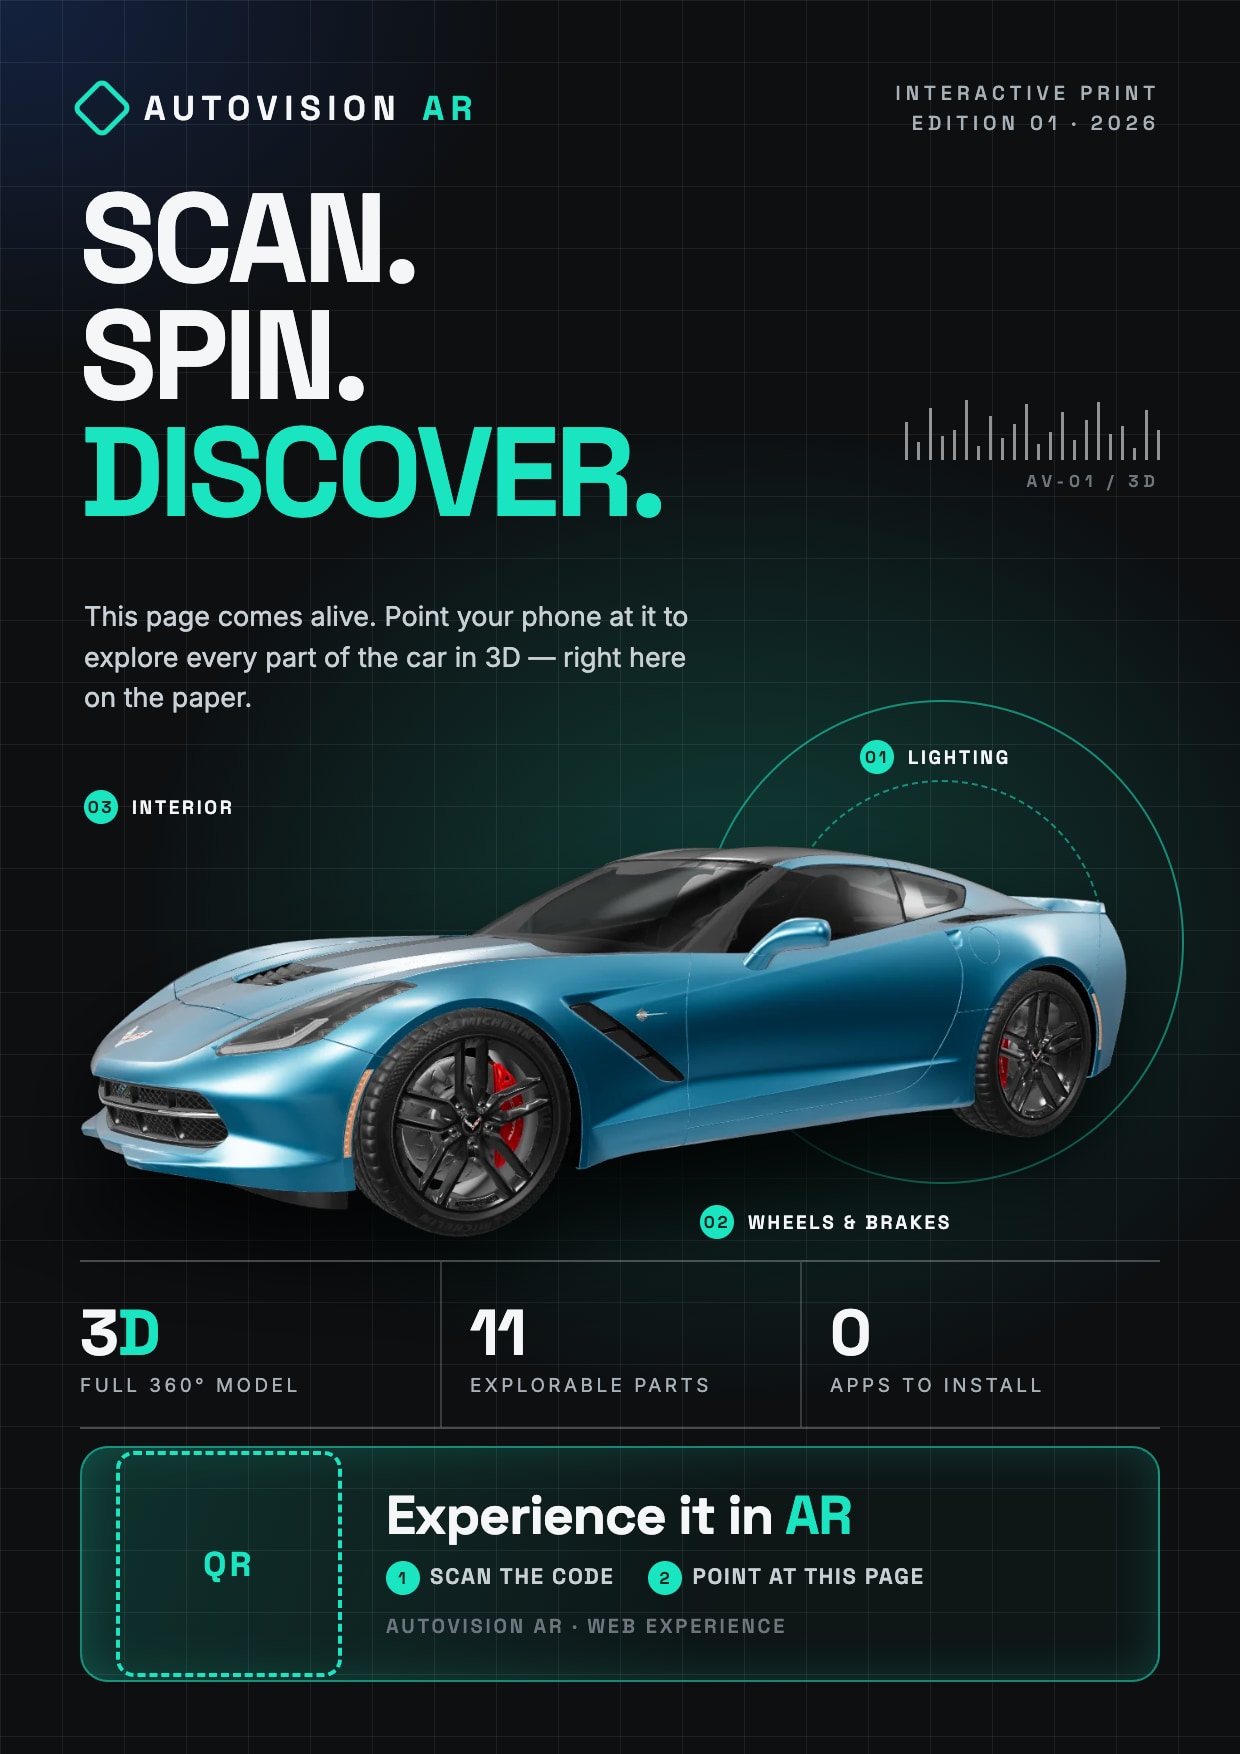 AUTOVISION AR
INTERACTIVE PRINT
EDITION 01 · 2026
SCAN.
SPIN.
DISCOVER.
AV-01 / 3D
This page comes alive. Point your phone at it to
explore every part of the car in 3D — right here
on the paper.
01 LIGHTING
03 INTERIOR
MICHELIN
02 WHEELS & BRAKES
3D
FULL 360° MODEL
11
EXPLORABLE PARTS
0
APPS TO INSTALL
QR
Experience it in AR
1 SCAN THE CODE
2 POINT AT THIS PAGE
AUTOVISION AR · WEB EXPERIENCE